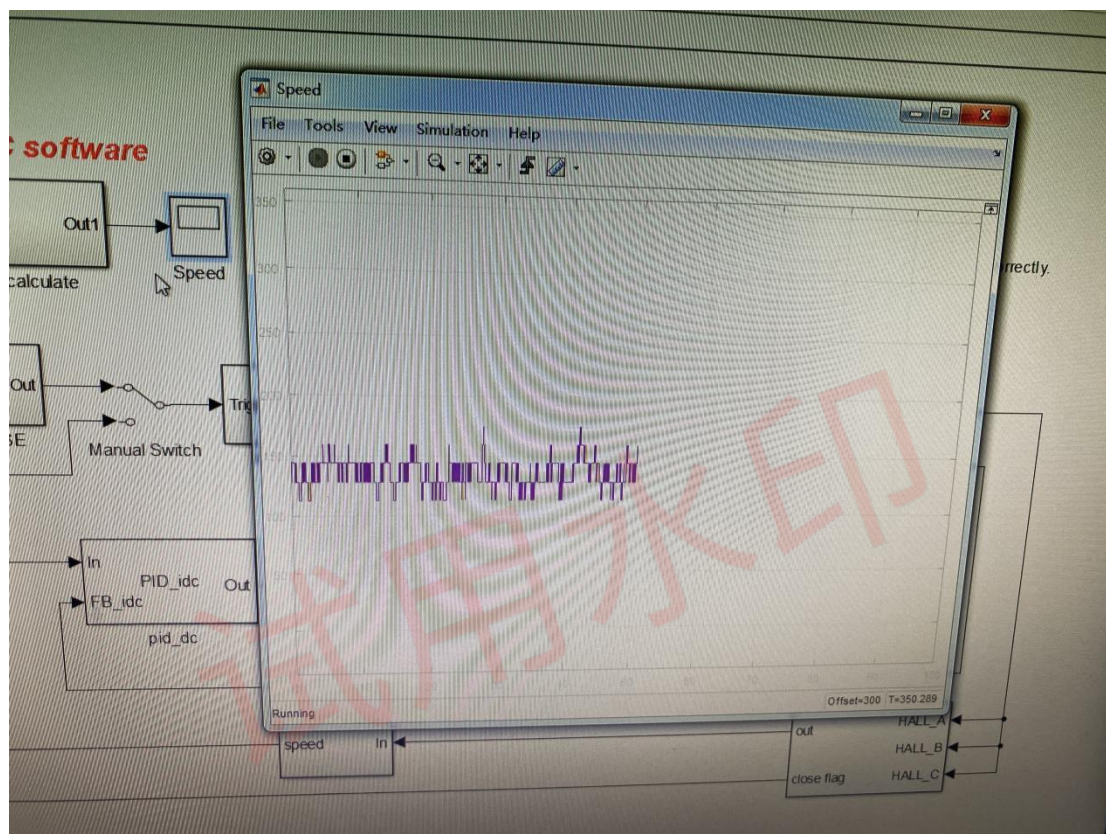 Speed
File Tools View Simulation Help
C software
350
Out1
Speed
calculate
300
rrectly.
250
Out
Trig
SE
Manual Switch
150
100
In
PID_idc
Out
FB_idc
pid_dc
Running
Offset=300 T=350.289
speed
In
out
HALL_A
HALL_B
close flag
HALL_C
试用水印